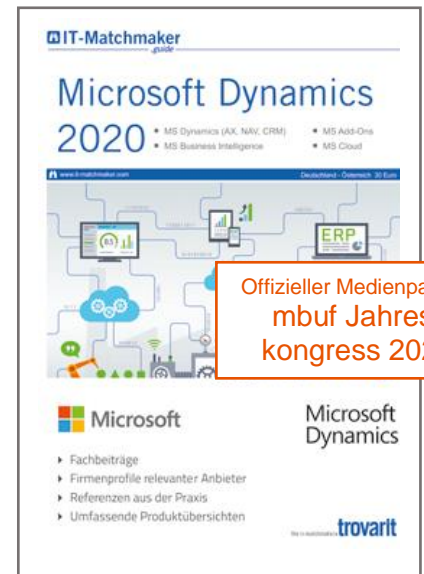 IT-Matchmaker
.guide
Microsoft Dynamics
2020
MS Dynamics (AX, NAV, CRM)
MS Business Intelligence
MS Add-Ons
MS Cloud
www.it-matchmaker.com
Deutschland - Österreich 30 Euro
83
ERP
Offizieller Medienpa
mbuf Jahres
kongress 202
Microsoft
Microsoft
Dynamics
Fachbeiträge
Firmenprofile relevanter Anbieter
Referenzen aus der Praxis
Umfassende Produktübersichten
trovarit